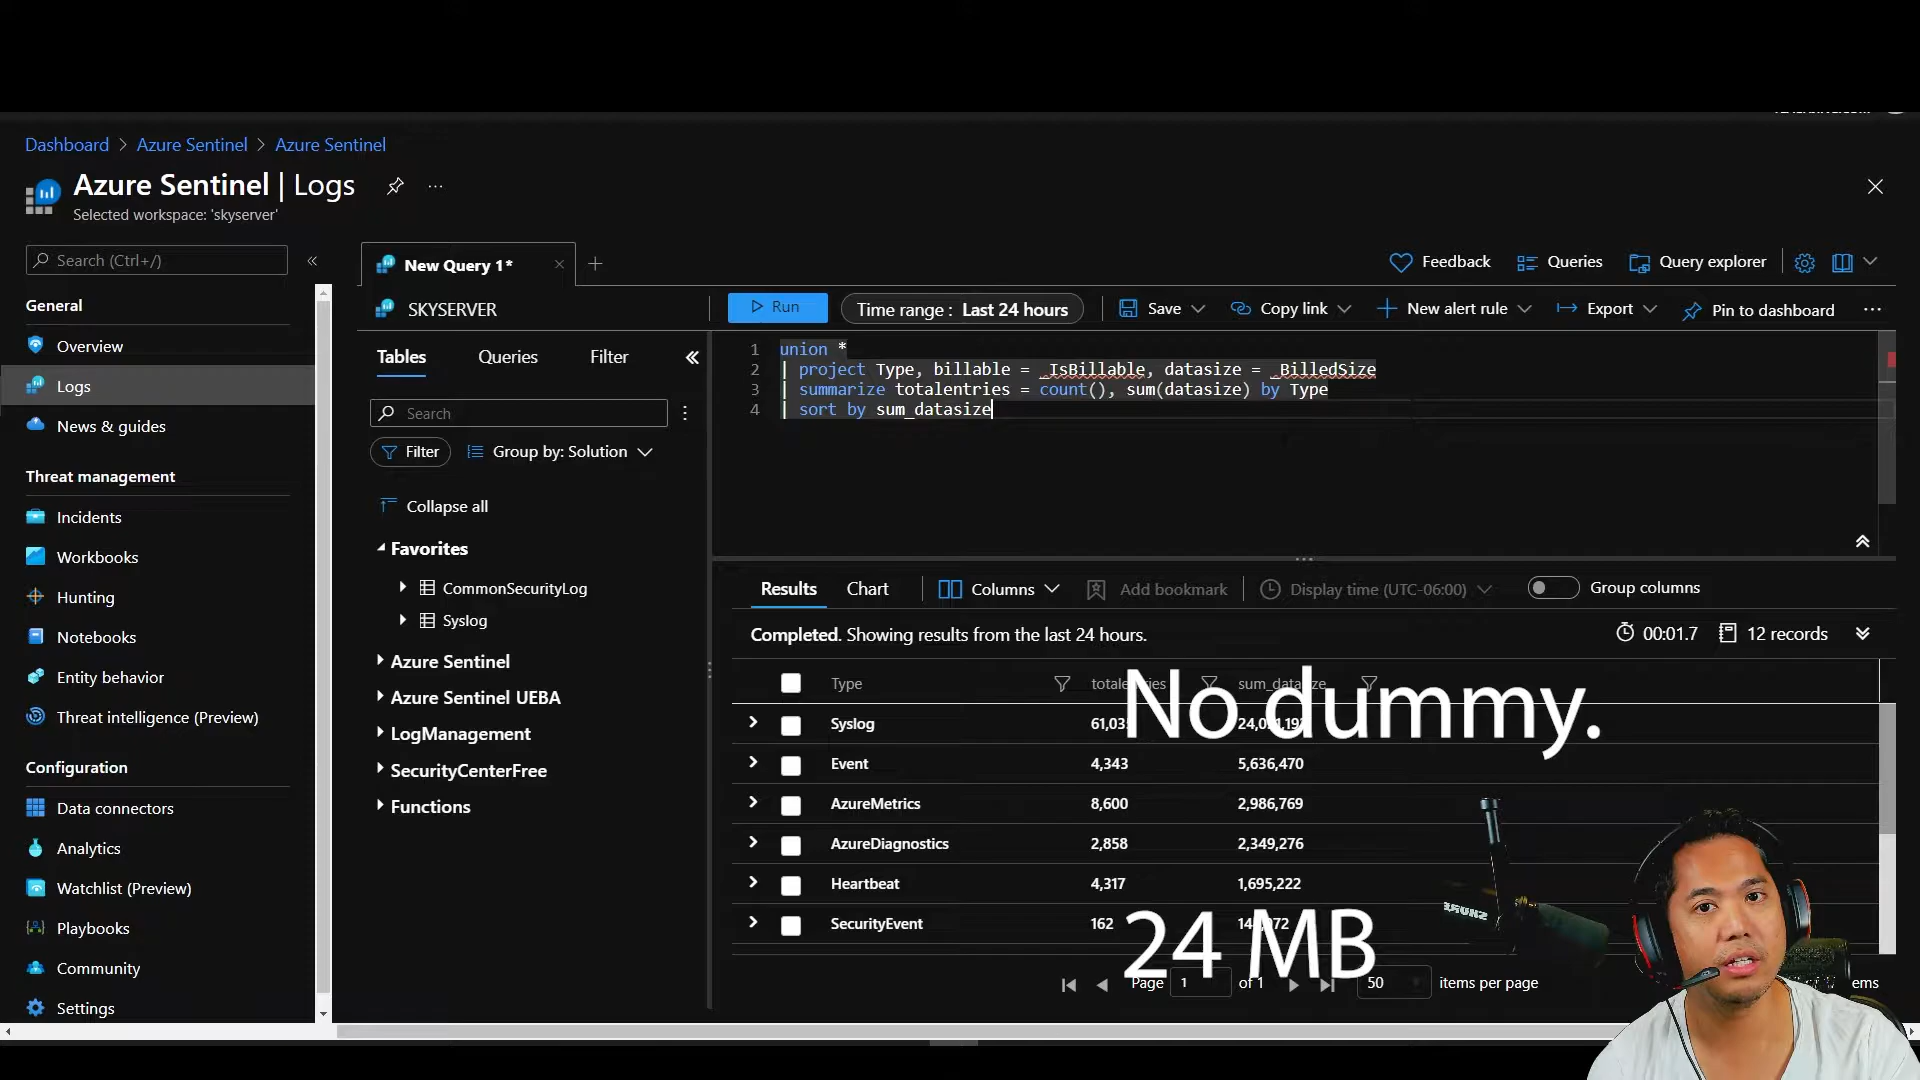 Dashboard > Azure Sentinel > Azure Sentinel
Azure Sentinel | Logs
Selected workspace: 'skyserver'
Search (Ctrl+/)
General
Overview
Logs
News & guides
Threat management
Incidents
Workbooks
Hunting
Notebooks
Entity behavior
Threat intelligence (Preview)
Configuration
Data connectors
Analytics
Watchlist (Preview)
Playbooks
Community
Settings
New Query 1*
Feedback
Queries
Query explorer
SKYSERVER
Run
Time range : Last 24 hours
Save
Copy link
New alert rule
Export
Pin to dashboard
Tables
Queries
Filter
Search
Filter
Group by: Solution
Collapse all
Favorites
CommonSecurityLog
Syslog
Azure Sentinel
Azure Sentinel UEBA
LogManagement
SecurityCenterFree
Functions
1 union *
2 | project Type, billable = _IsBillable, datasize = _BilledSize
3 | summarize totalentries = count(), sum(datasize) by Type
4 | sort by sum_datasize
Results
Chart
Columns
Add bookmark
Display time (UTC-06:00)
Group columns
Completed. Showing results from the last 24 hours.
00:01.7
12 records
Type totalentries sum_datasize
No dummy.
Syslog
Event 4,343 5,636,470
AzureMetrics 8,600 2,986,769
AzureDiagnostics 2,858 2,349,276
Heartbeat 4,317 1,695,222
SecurityEvent 162
24 MB
Page 1 of 1 50 items per page
SHURE